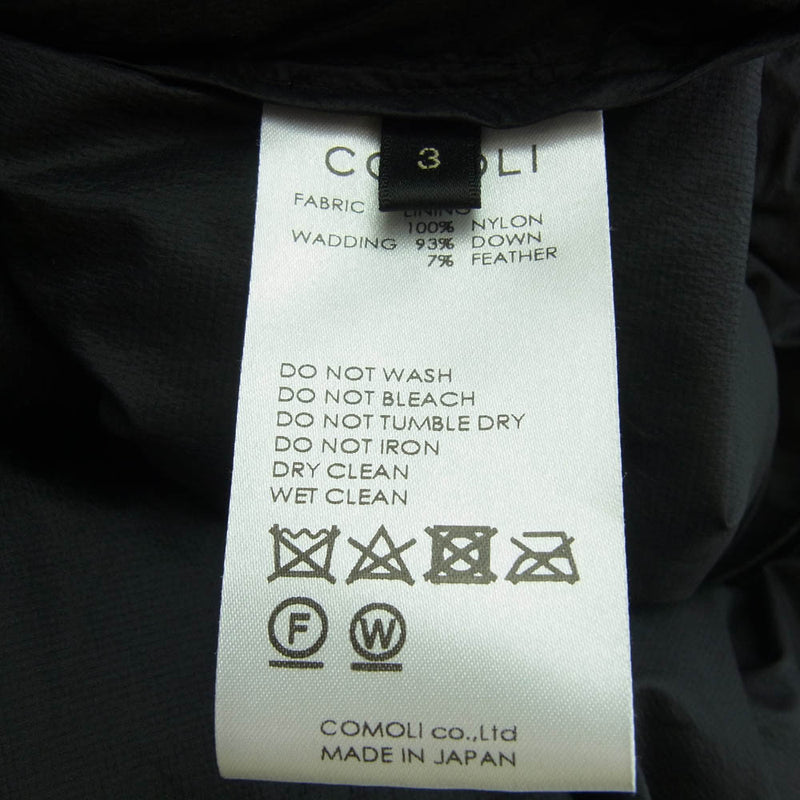 3
COMOLI
FABRIC LINING
100% NYLON
WADDING 93% DOWN
7% FEATHER
DO NOT WASH
DO NOT BLEACH
DO NOT TUMBLE DRY
DO NOT IRON
DRY CLEAN
WET CLEAN
F W
COMOLI co.,Ltd
MADE IN JAPAN